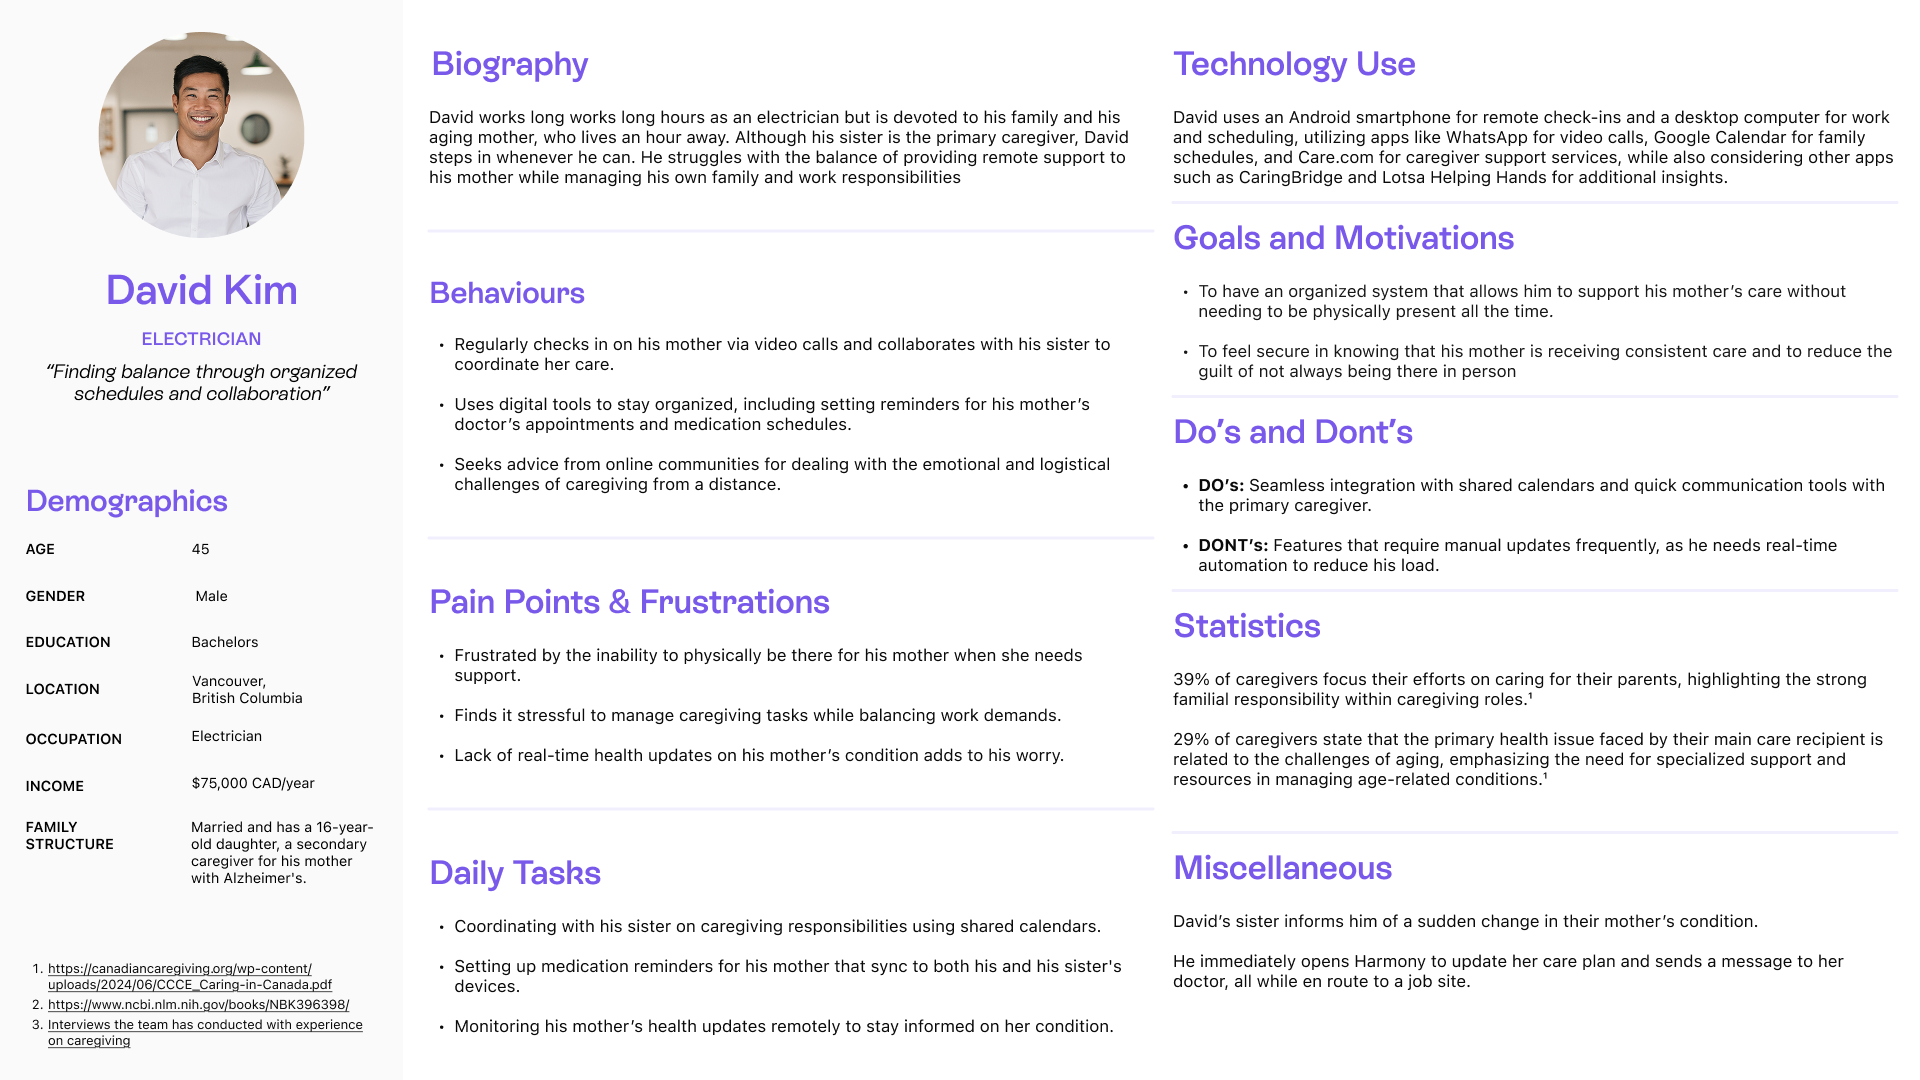 David Kim
ELECTRICIAN
“Finding balance through organized
schedules and collaboration”
Demographics
AGE 45
GENDER Male
EDUCATION Bachelors
LOCATION Vancouver,
British Columbia
OCCUPATION Electrician
INCOME $75,000 CAD/year
FAMILY
STRUCTURE
Married and has a 16-year-
old daughter, a secondary
caregiver for his mother
with Alzheimer's.
1. https://canadiancaregiving.org/wp-content/
uploads/2024/06/CCCE_Caring-in-Canada.pdf
2. https://www.ncbi.nlm.nih.gov/books/NBK396398/
3. Interviews the team has conducted with experience
on caregiving
Biography
David works long works long hours as an electrician but is devoted to his family and his
aging mother, who lives an hour away. Although his sister is the primary caregiver, David
steps in whenever he can. He struggles with the balance of providing remote support to
his mother while managing his own family and work responsibilities
Behaviours
• Regularly checks in on his mother via video calls and collaborates with his sister to
coordinate her care.
• Uses digital tools to stay organized, including setting reminders for his mother’s
doctor’s appointments and medication schedules.
• Seeks advice from online communities for dealing with the emotional and logistical
challenges of caregiving from a distance.
Pain Points & Frustrations
• Frustrated by the inability to physically be there for his mother when she needs
support.
• Finds it stressful to manage caregiving tasks while balancing work demands.
• Lack of real-time health updates on his mother’s condition adds to his worry.
Daily Tasks
• Coordinating with his sister on caregiving responsibilities using shared calendars.
• Setting up medication reminders for his mother that sync to both his and his sister's
devices.
• Monitoring his mother’s health updates remotely to stay informed on her condition.
Technology Use
David uses an Android smartphone for remote check-ins and a desktop computer for work
and scheduling, utilizing apps like WhatsApp for video calls, Google Calendar for family
schedules, and Care.com for caregiver support services, while also considering other apps
such as CaringBridge and Lotsa Helping Hands for additional insights.
Goals and Motivations
• To have an organized system that allows him to support his mother’s care without
needing to be physically present all the time.
• To feel secure in knowing that his mother is receiving consistent care and to reduce the
guilt of not always being there in person
Do’s and Dont’s
• DO’s: Seamless integration with shared calendars and quick communication tools with
the primary caregiver.
• DONT’s: Features that require manual updates frequently, as he needs real-time
automation to reduce his load.
Statistics
39% of caregivers focus their efforts on caring for their parents, highlighting the strong
familial responsibility within caregiving roles.¹
29% of caregivers state that the primary health issue faced by their main care recipient is
related to the challenges of aging, emphasizing the need for specialized support and
resources in managing age-related conditions.¹
Miscellaneous
David’s sister informs him of a sudden change in their mother’s condition.
He immediately opens Harmony to update her care plan and sends a message to her
doctor, all while en route to a job site.